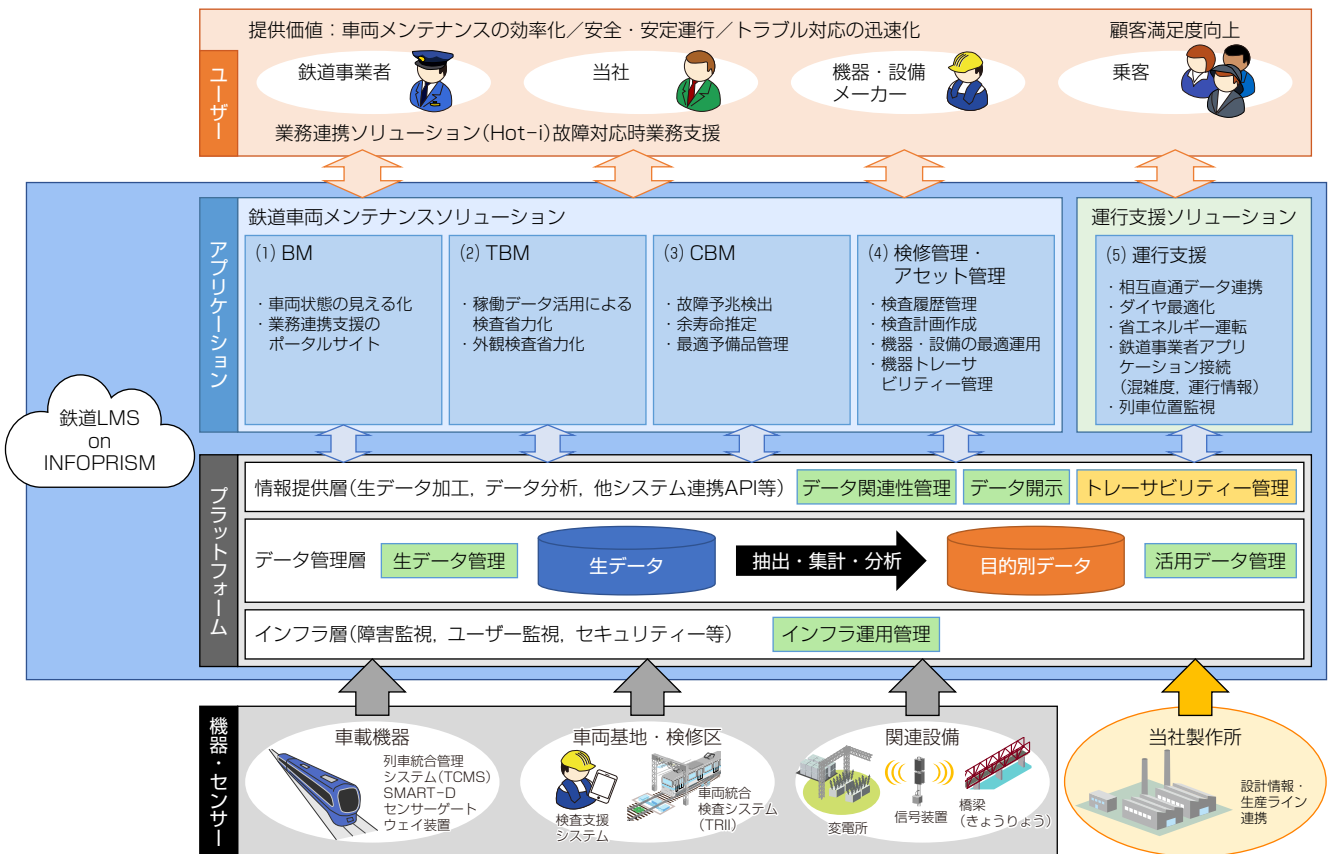 提供価値：車両メンテナンスの効率化／安全・安定運行／トラブル対応の迅速化
顧客満足度向上
ユーザー
鉄道事業者
当社
機器・設備
メーカー
乗客
業務連携ソリューション(Hot-i)故障対応時業務支援
鉄道LMS
on
INFOPRISM
アプリケーション
鉄道車両メンテナンスソリューション
(1) BM
・車両状態の見える化
・業務連携支援の
ポータルサイト
(2) TBM
・稼働データ活用による
検査省力化
・外観検査省力化
(3) CBM
・故障予兆検出
・余寿命推定
・最適予備品管理
(4) 検修管理・
アセット管理
・検査履歴管理
・検査計画作成
・機器・設備の最適運用
・機器トレーサ
ビリティー管理
運行支援ソリューション
(5) 運行支援
・相互直通データ連携
・ダイヤ最適化
・省エネルギー運転
・鉄道事業者アプリ
ケーション接続
（混雑度，運行情報）
・列車位置監視
プラットフォーム
情報提供層(生データ加工，データ分析，他システム連携API等)
データ関連性管理
データ開示
トレーサビリティー管理
データ管理層
生データ管理
生データ
抽出・集計・分析
目的別データ
活用データ管理
インフラ層(障害監視，ユーザー監視，セキュリティー等)
インフラ運用管理
機器・センサー
車載機器
列車統合管理
システム(TCMS)
SMART-D
センサーゲート
ウェイ装置
車両基地・検修区
検査支援
システム
車両統合
検査システム
(TRII)
関連設備
変電所
信号装置
橋梁
(きょうりょう)
当社製作所
設計情報・
生産ライン
連携